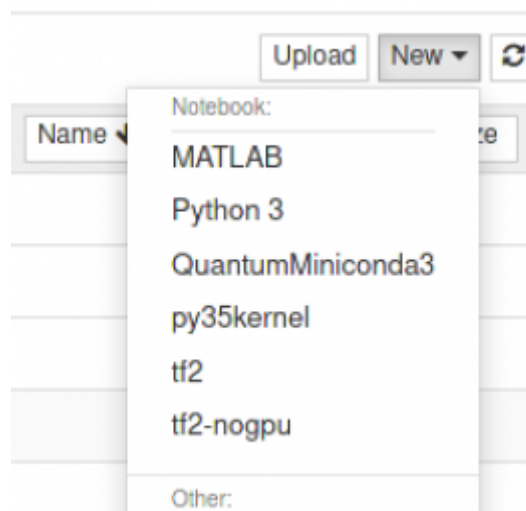 Upload New
Notebook:
Name ze
MATLAB
Python 3
QuantumMiniconda3
py35kernel
tf2
tf2-nogpu
Other: